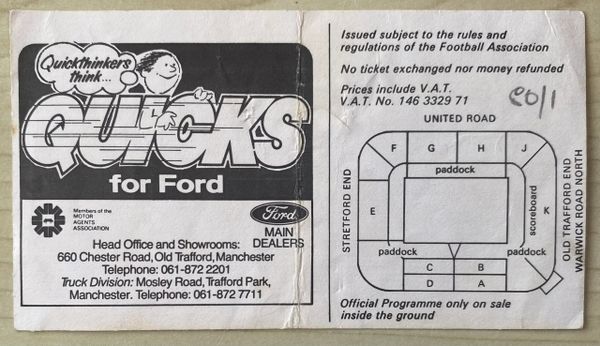 Quickthinkers
think...
QUICKS
for Ford
Members of the
MOTOR
AGENTS
ASSOCIATION
Ford
MAIN
DEALERS
Head Office and Showrooms:
660 Chester Road, Old Trafford, Manchester
Telephone: 061-872 2201
Truck Division: Mosley Road, Trafford Park,
Manchester. Telephone: 061-872 7711
Issued subject to the rules and
regulations of the Football Association
No ticket exchanged nor money refunded
Prices include V.A.T.
V.A.T. No. 146 3329 71
UNITED ROAD
F G H J
paddock
STRETFORD END
E
scoreboard
K
OLD TRAFFORD END
WARWICK ROAD NORTH
paddock
paddock
C B
D A
Official Programme only on sale
inside the ground